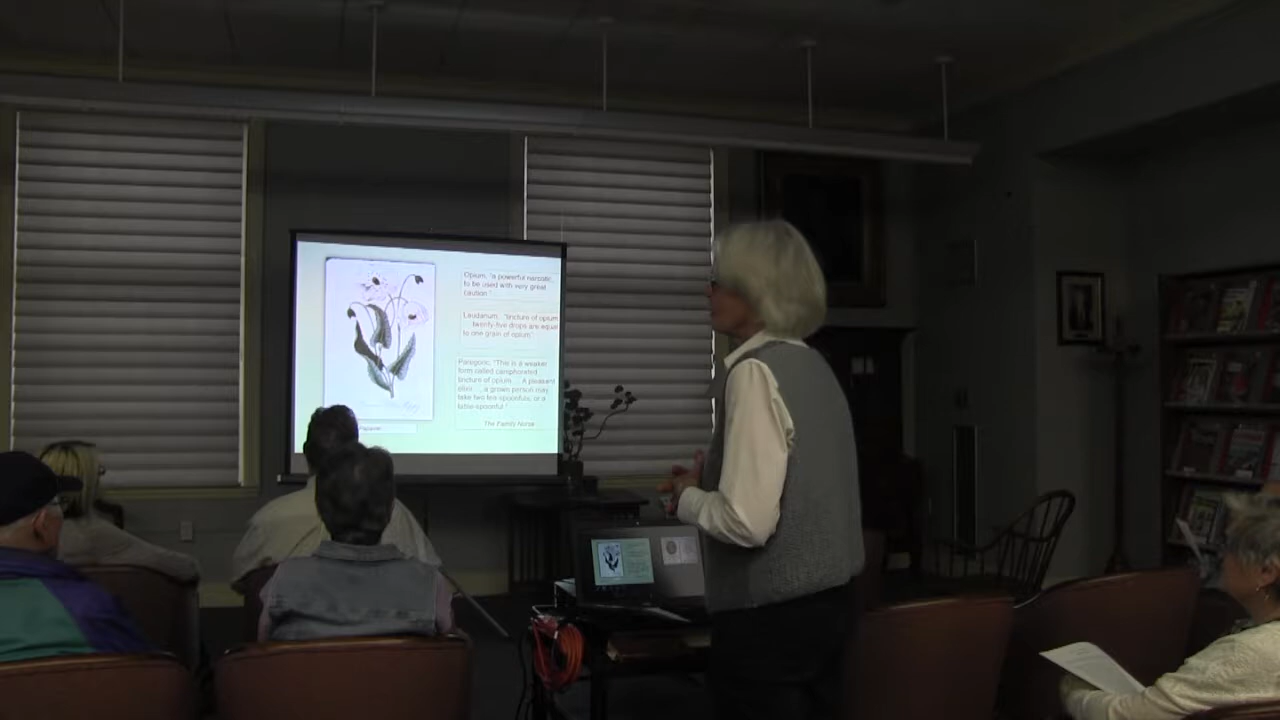 Opium, "a powerful narcotic,
to be used with very great
caution."
Laudanum, "tincture of opium
... twenty-five drops are equal
to one grain of opium."
Paregoric, "This is a weaker
form called camphorated
tincture of opium ... A pleasant
elixir ... a grown person may
take two tea-spoonfuls, or a
table-spoonful."
The Family Nurse